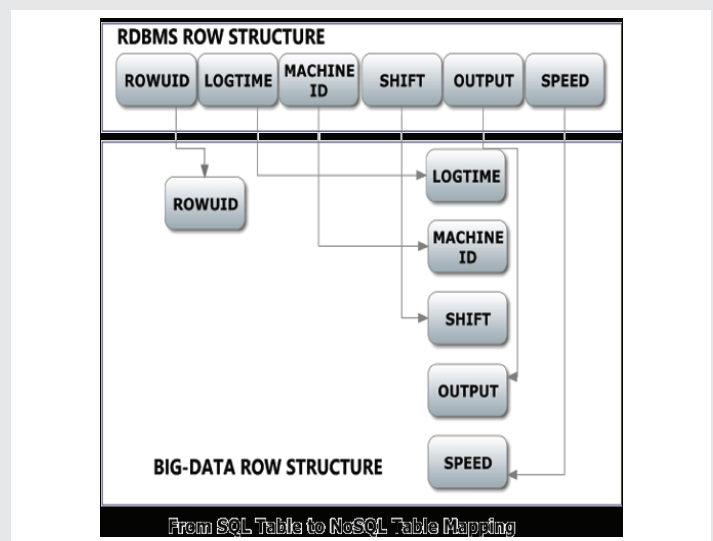 RDBMS ROW STRUCTURE
ROWUID
LOGTIME
MACHINE
ID
SHIFT
OUTPUT
SPEED
LOGTIME
ROWUID
MACHINE
ID
SHIFT
OUTPUT
BIG-DATA ROW STRUCTURE
SPEED
From SQL Table to NoSQL Table Mapping